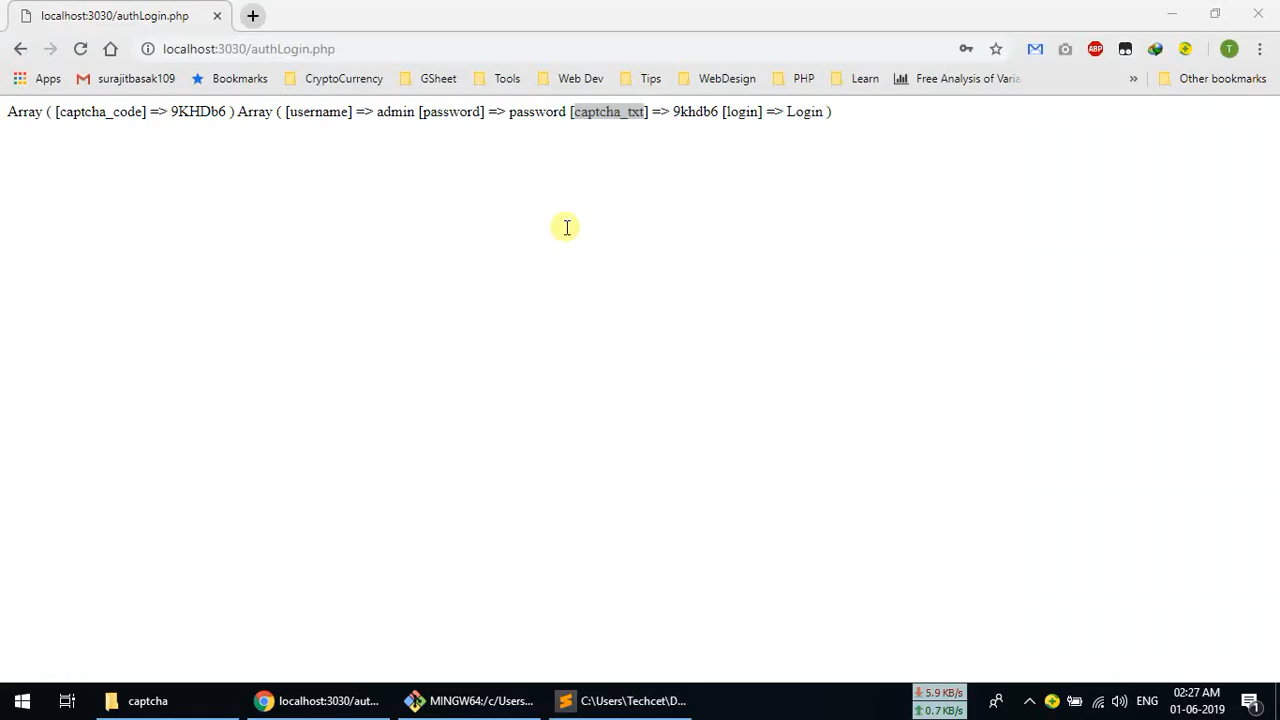 localhost:3030/authLogin.php
localhost:3030/authLogin.php
ABP
T
Apps surajitbasak109 Bookmarks CryptoCurrency GSheet Tools Web Dev Tips WebDesign PHP Learn Free Analysis of Varia » Other bookmarks
Array ( [captcha_code] => 9KHDb6 ) Array ( [username] => admin [password] => password [captcha_txt] => 9khdb6 [login] => Login )
captcha localhost:3030/aut... MINGW64:/c/Users... C:\Users\Techcet\D... 5.9 KB/s ENG 02:27 AM
0.7 KB/s 01-06-2019 1